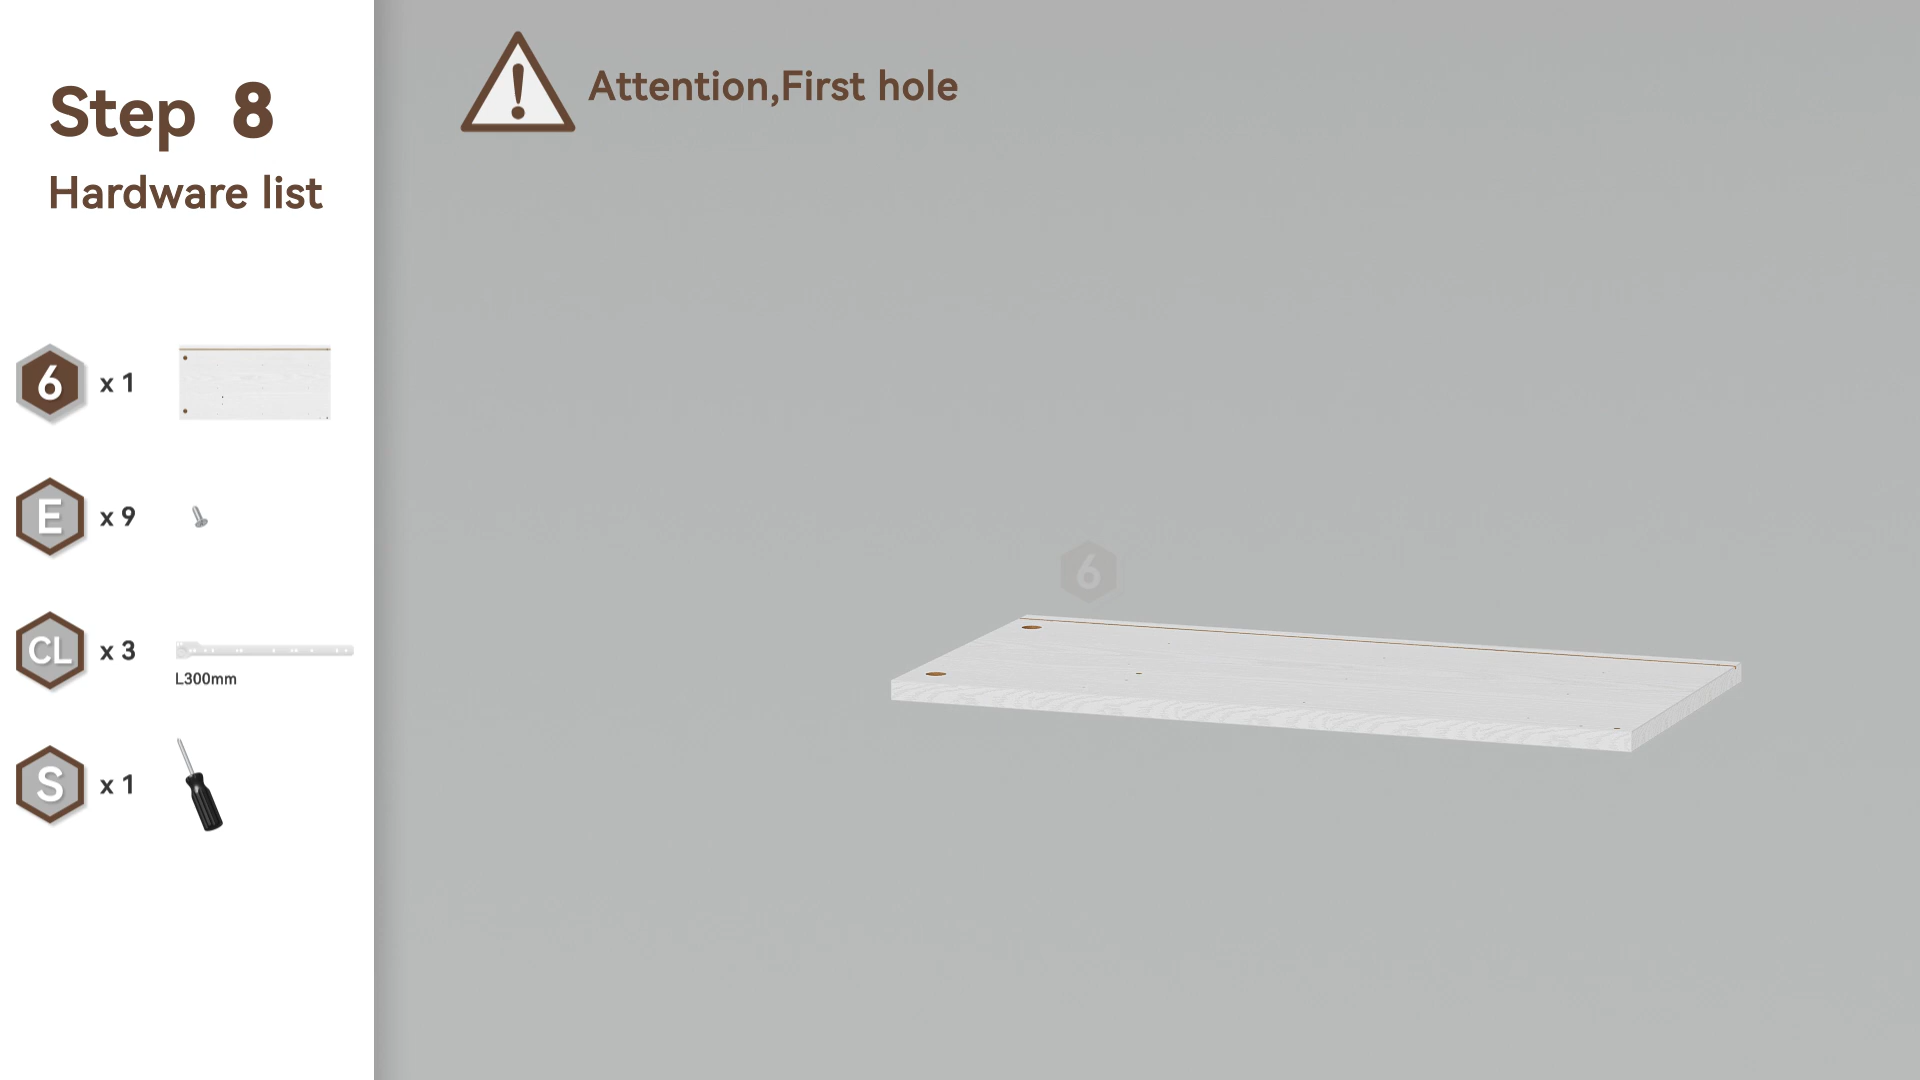 Step 8
Hardware list
Attention,First hole
6 x 1
E x 9
CL x 3
L300mm
S x 1
6